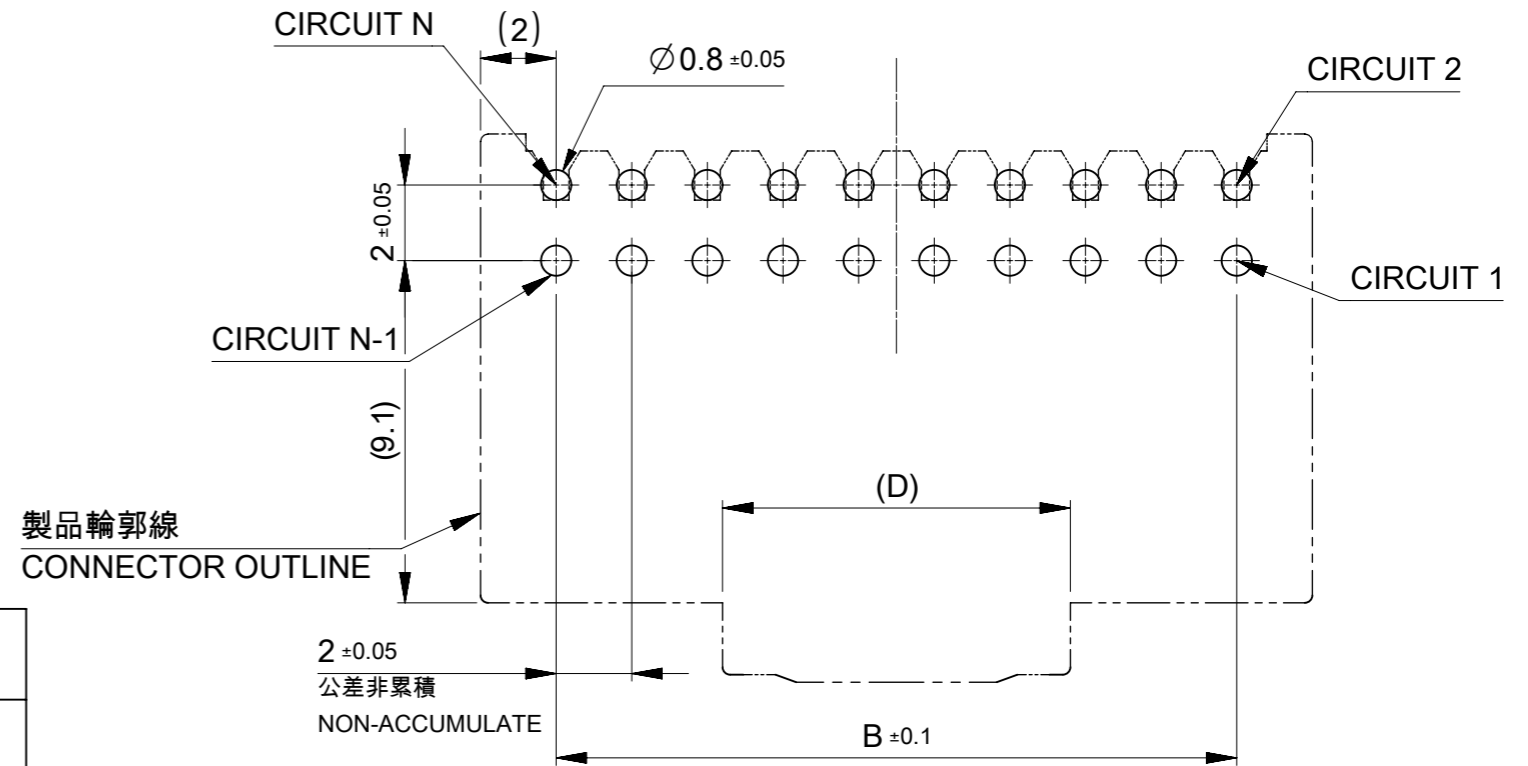 CIRCUIT N
(2)
∅0.8 ±0.05
CIRCUIT 2
2 ±0.05
CIRCUIT 1
CIRCUIT N-1
(9.1)
(D)
製品輪郭線
CONNECTOR OUTLINE
2 ±0.05
公差非累積
NON-ACCUMULATE
B ±0.1